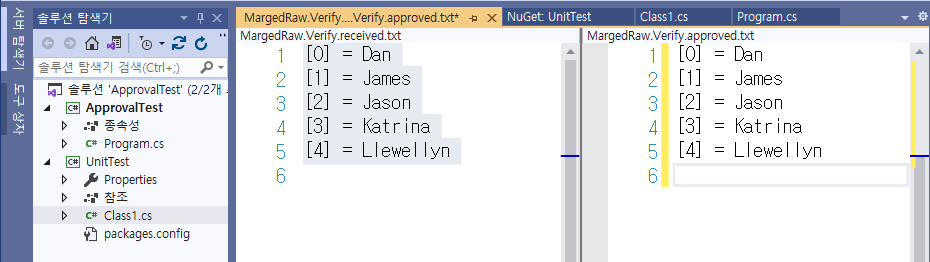 서버 탐색기
도구 상자
솔루션 탐색기
솔루션 탐색기 검색(Ctrl+;)
솔루션 'ApprovalTest' (2/2개
ApprovalTest
종속성
Program.cs
UnitTest
Properties
참조
Class1.cs
packages.config
MargedRaw.Verify....Verify.approved.txt*
NuGet: UnitTest
Class1.cs
Program.cs
MargedRaw.Verify.received.txt
1 [0] = Dan
2 [1] = James
3 [2] = Jason
4 [3] = Katrina
5 [4] = Llewellyn
6
MargedRaw.Verify.approved.txt
1 [0] = Dan
2 [1] = James
3 [2] = Jason
4 [3] = Katrina
5 [4] = Llewellyn
6